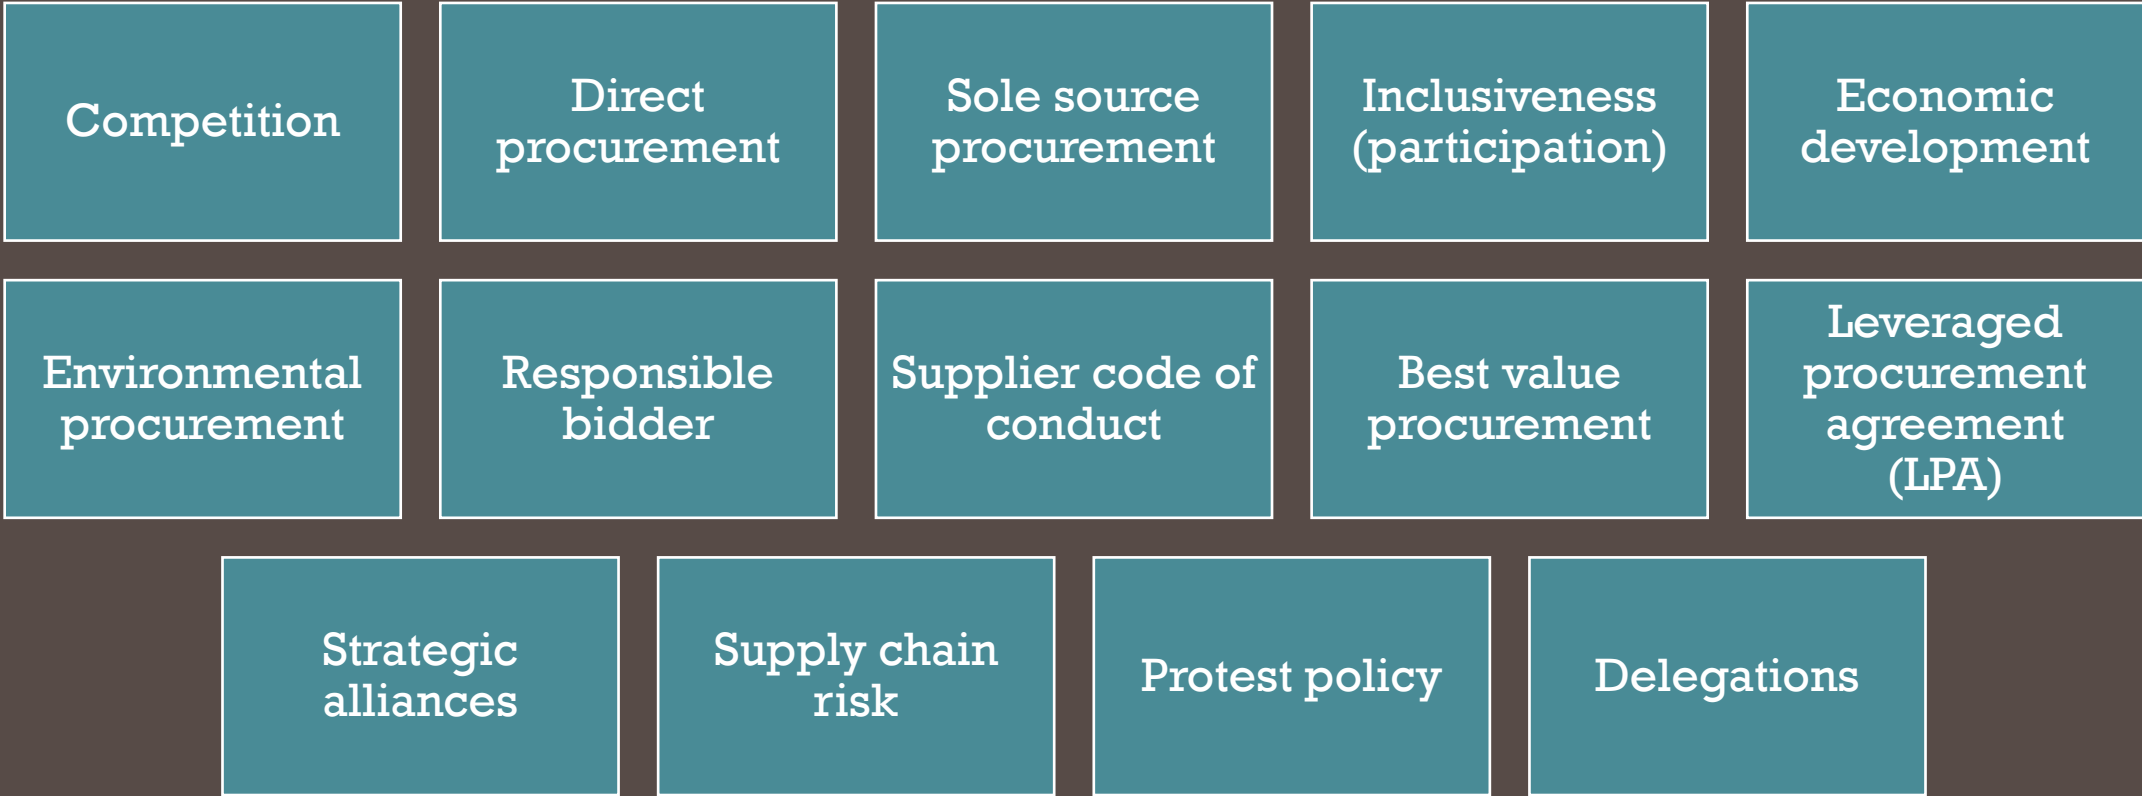 Competition
Direct
procurement
Sole source
procurement
Inclusiveness
(participation)
Economic
development
Environmental
procurement
Responsible
bidder
Supplier code of
conduct
Best value
procurement
Leveraged
procurement
agreement
(LPA)
Strategic
alliances
Supply chain
risk
Protest policy
Delegations